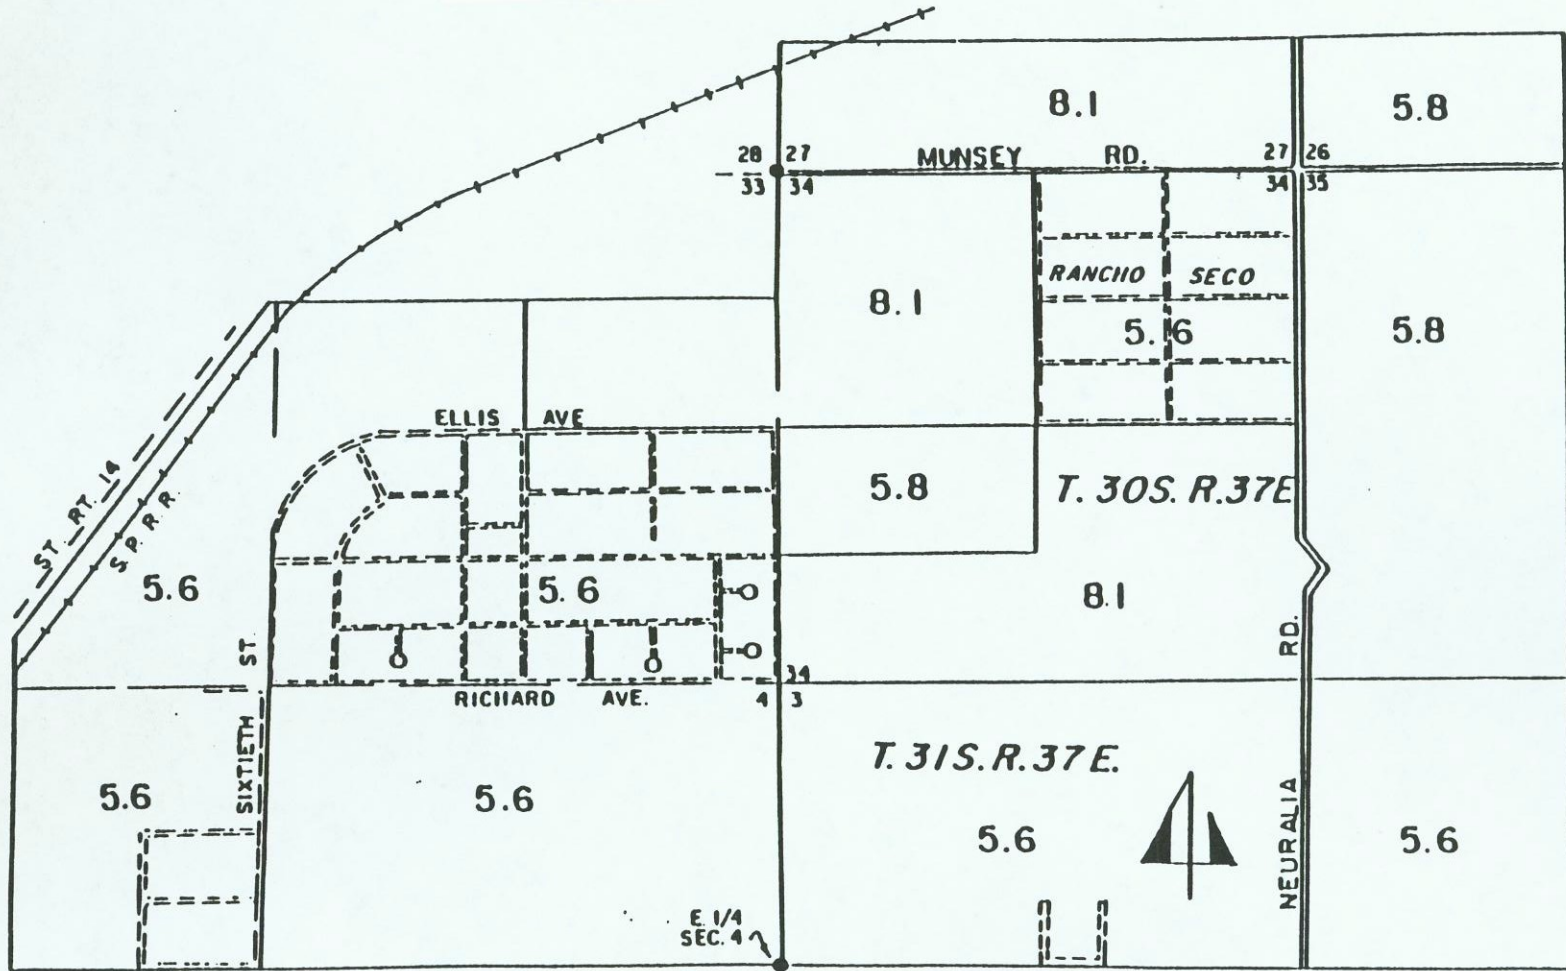 8.1
5.8
28 27
MUNSEY RD.
27 26
33 34
34 35
RANCHO SECO
8.1
5.6
5.8
ELLIS AVE
ST. RT. 14
S.P.R.R.
5.8
T. 30S. R.37E
5.6
5.6
8.1
ST
RD.
34
RICHARD AVE.
4 3
SIXTIETH
T. 31S. R. 37 E.
5.6
5.6
5.6
NEURALIA
5.6
E. 1/4
SEC. 4